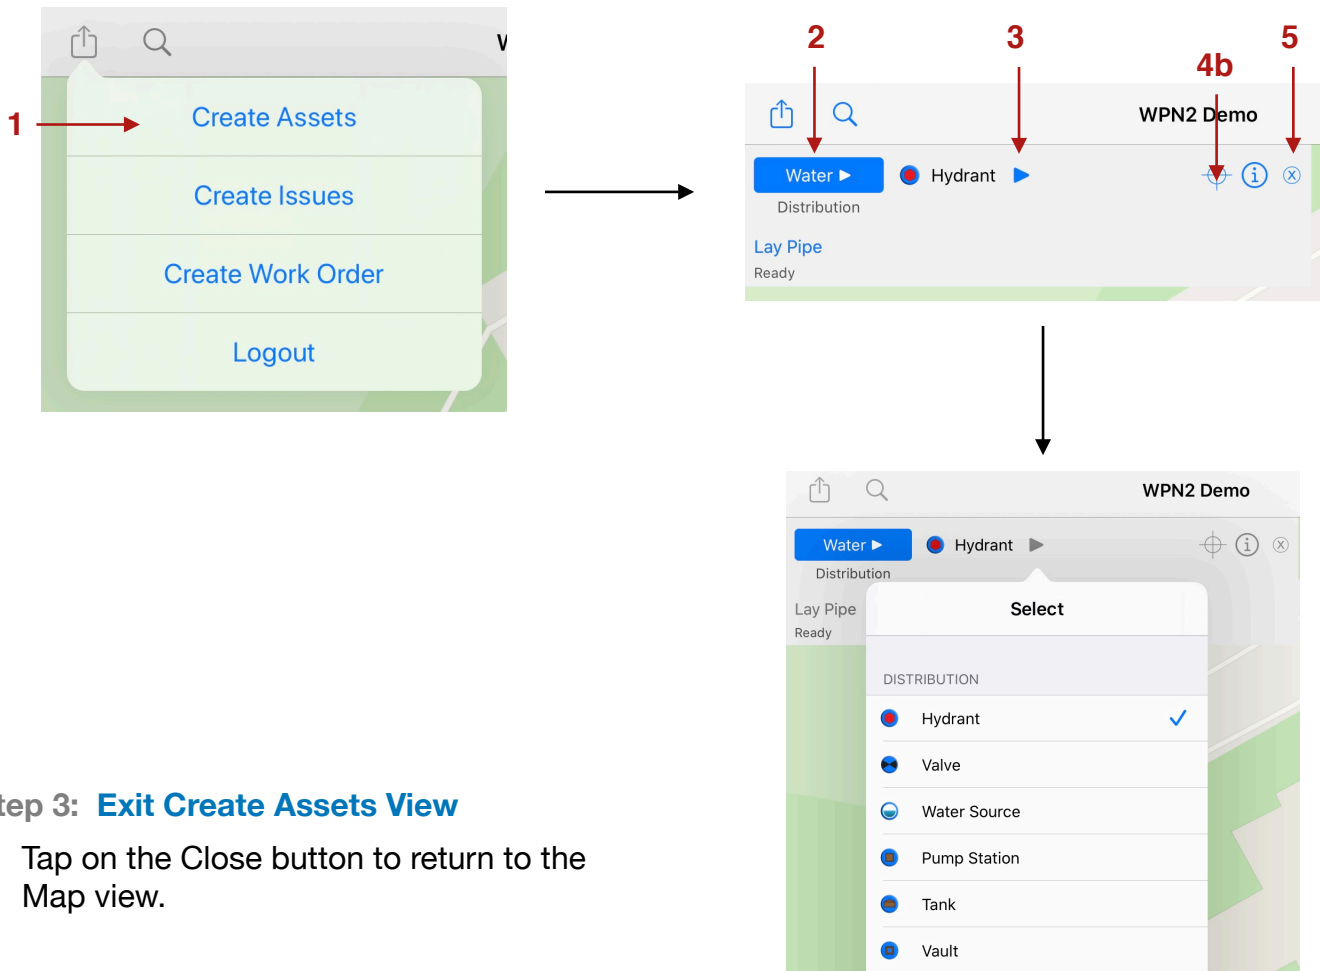 1
Create Assets
Create Issues
Create Work Order
Logout
2
3
4b
5
WPN2 Demo
Water
Hydrant
Distribution
Lay Pipe
Ready
WPN2 Demo
Water
Hydrant
Distribution
Lay Pipe
Ready
Select
DISTRIBUTION
Hydrant
Valve
Water Source
Pump Station
Tank
Vault
tep 3: Exit Create Assets View
Tap on the Close button to return to the
Map view.